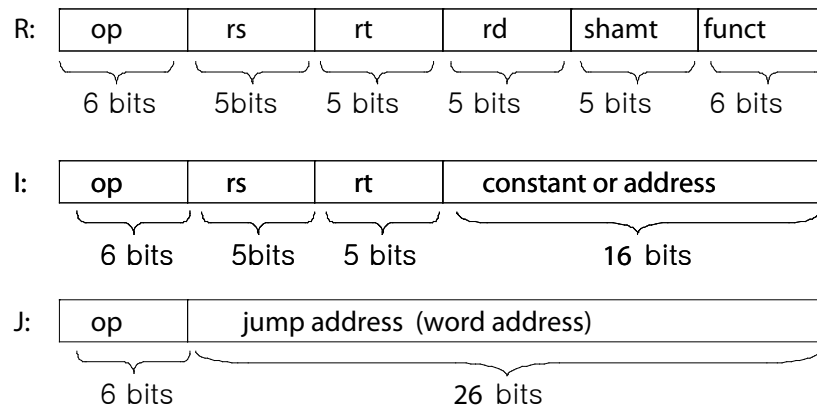 R: op rs rt rd shamt funct
6 bits 5bits 5 bits 5 bits 5 bits 6 bits
I: op rs rt constant or address
6 bits 5bits 5 bits 16 bits
J: op jump address (word address)
6 bits 26 bits